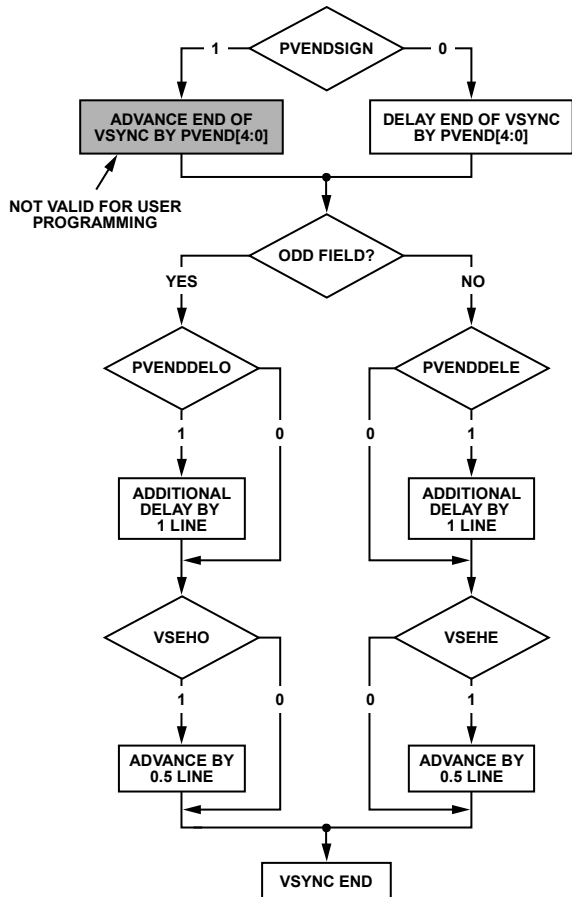 PVENDSIGN
1
0
ADVANCE END OF
VSYNC BY PVEND[4:0]
DELAY END OF VSYNC
BY PVEND[4:0]
NOT VALID FOR USER
PROGRAMMING
ODD FIELD?
YES
NO
PVENDDELO
PVENDDELE
1
0
0
1
ADDITIONAL
DELAY BY
1 LINE
ADDITIONAL
DELAY BY
1 LINE
VSEHO
VSEHE
1
0
0
1
ADVANCE BY
0.5 LINE
ADVANCE BY
0.5 LINE
VSYNC END